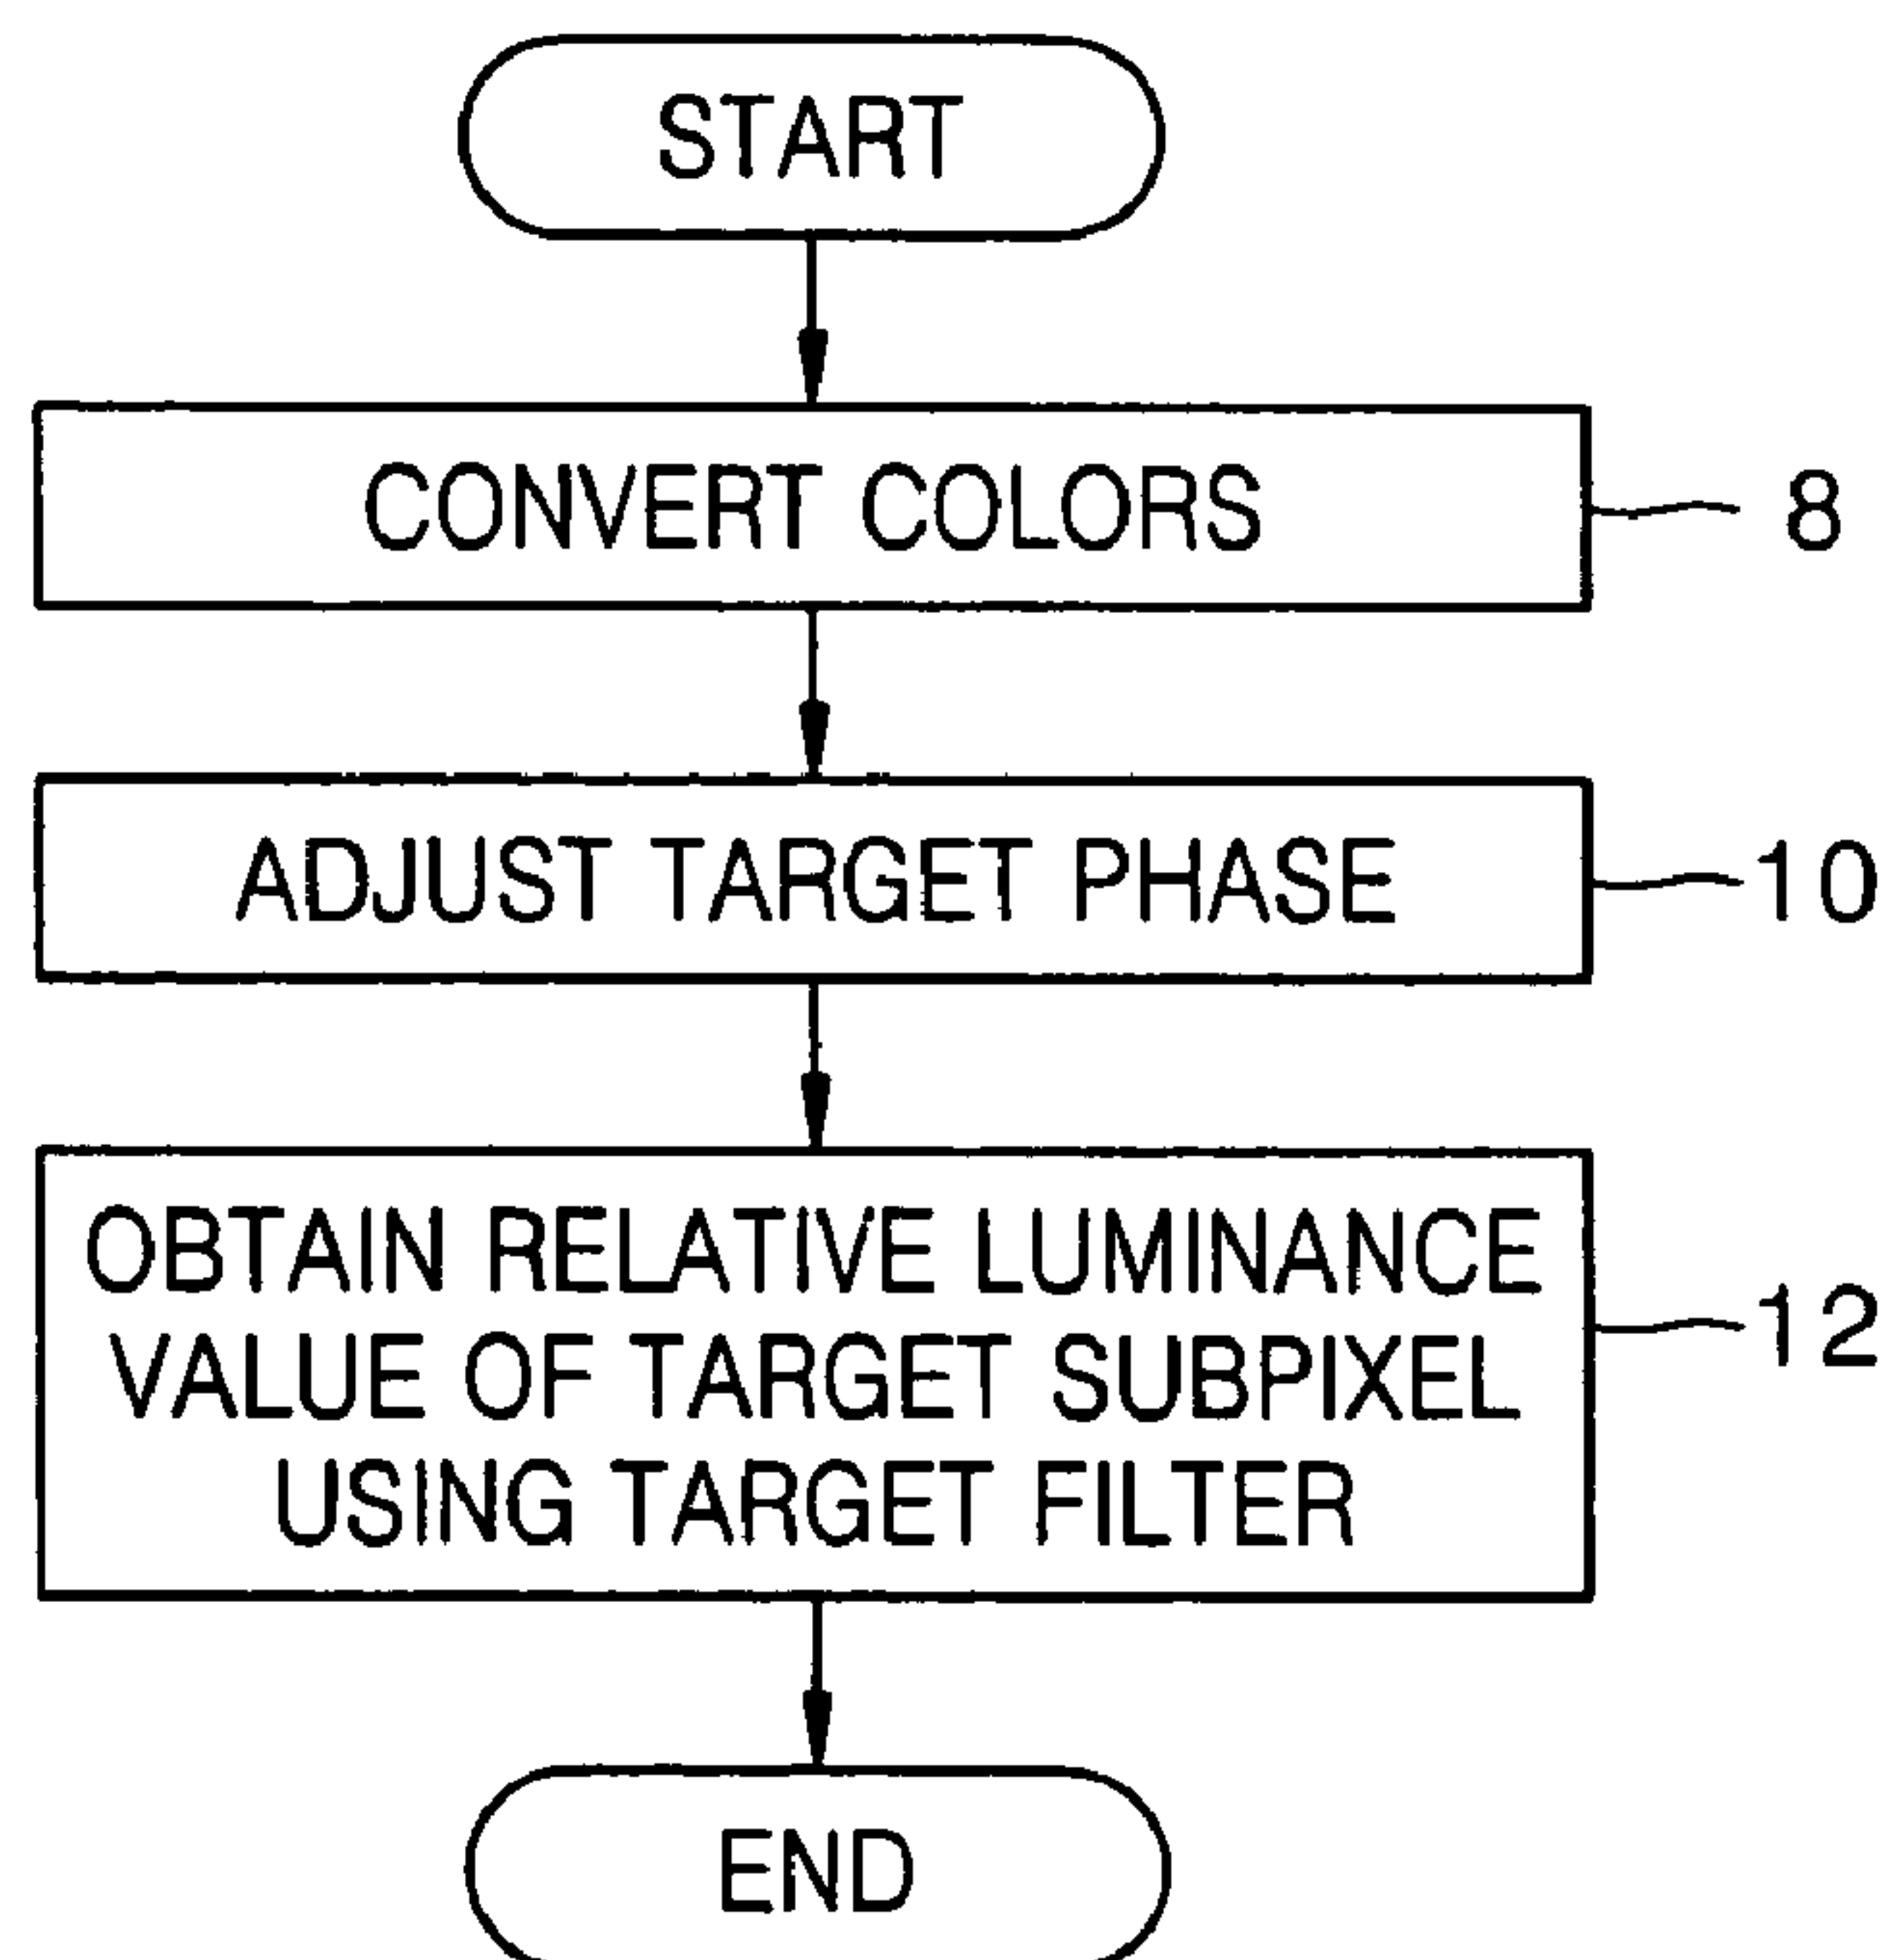 START
CONVERT COLORS
8
ADJUST TARGET PHASE
10
OBTAIN RELATIVE LUMINANCE
VALUE OF TARGET SUBPIXEL
USING TARGET FILTER
12
END